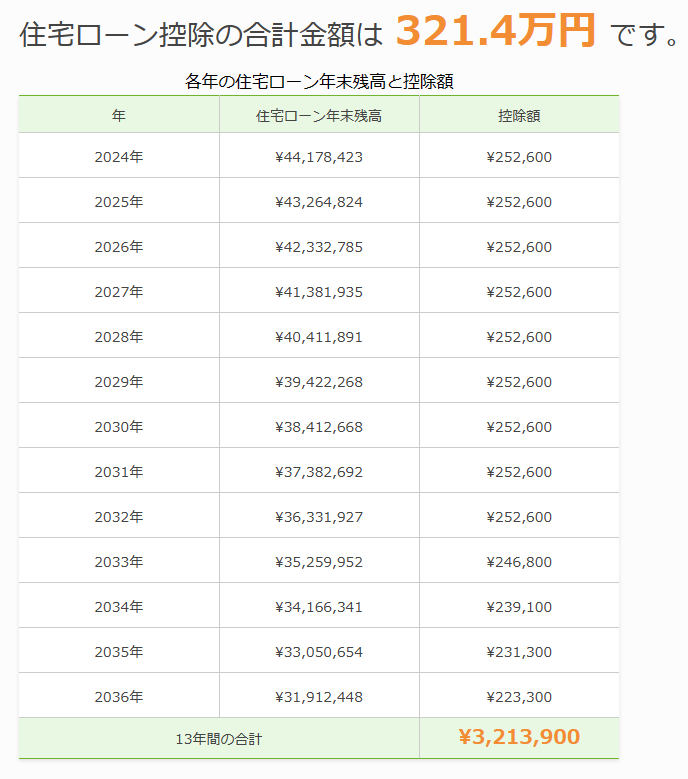 住宅ローン控除の合計金額は 321.4万円 です。
各年の住宅ローン年末残高と控除額
年 住宅ローン年末残高 控除額
2024年 ¥44,178,423 ¥252,600
2025年 ¥43,264,824 ¥252,600
2026年 ¥42,332,785 ¥252,600
2027年 ¥41,381,935 ¥252,600
2028年 ¥40,411,891 ¥252,600
2029年 ¥39,422,268 ¥252,600
2030年 ¥38,412,668 ¥252,600
2031年 ¥37,382,692 ¥252,600
2032年 ¥36,331,927 ¥252,600
2033年 ¥35,259,952 ¥246,800
2034年 ¥34,166,341 ¥239,100
2035年 ¥33,050,654 ¥231,300
2036年 ¥31,912,448 ¥223,300
13年間の合計 ¥3,213,900